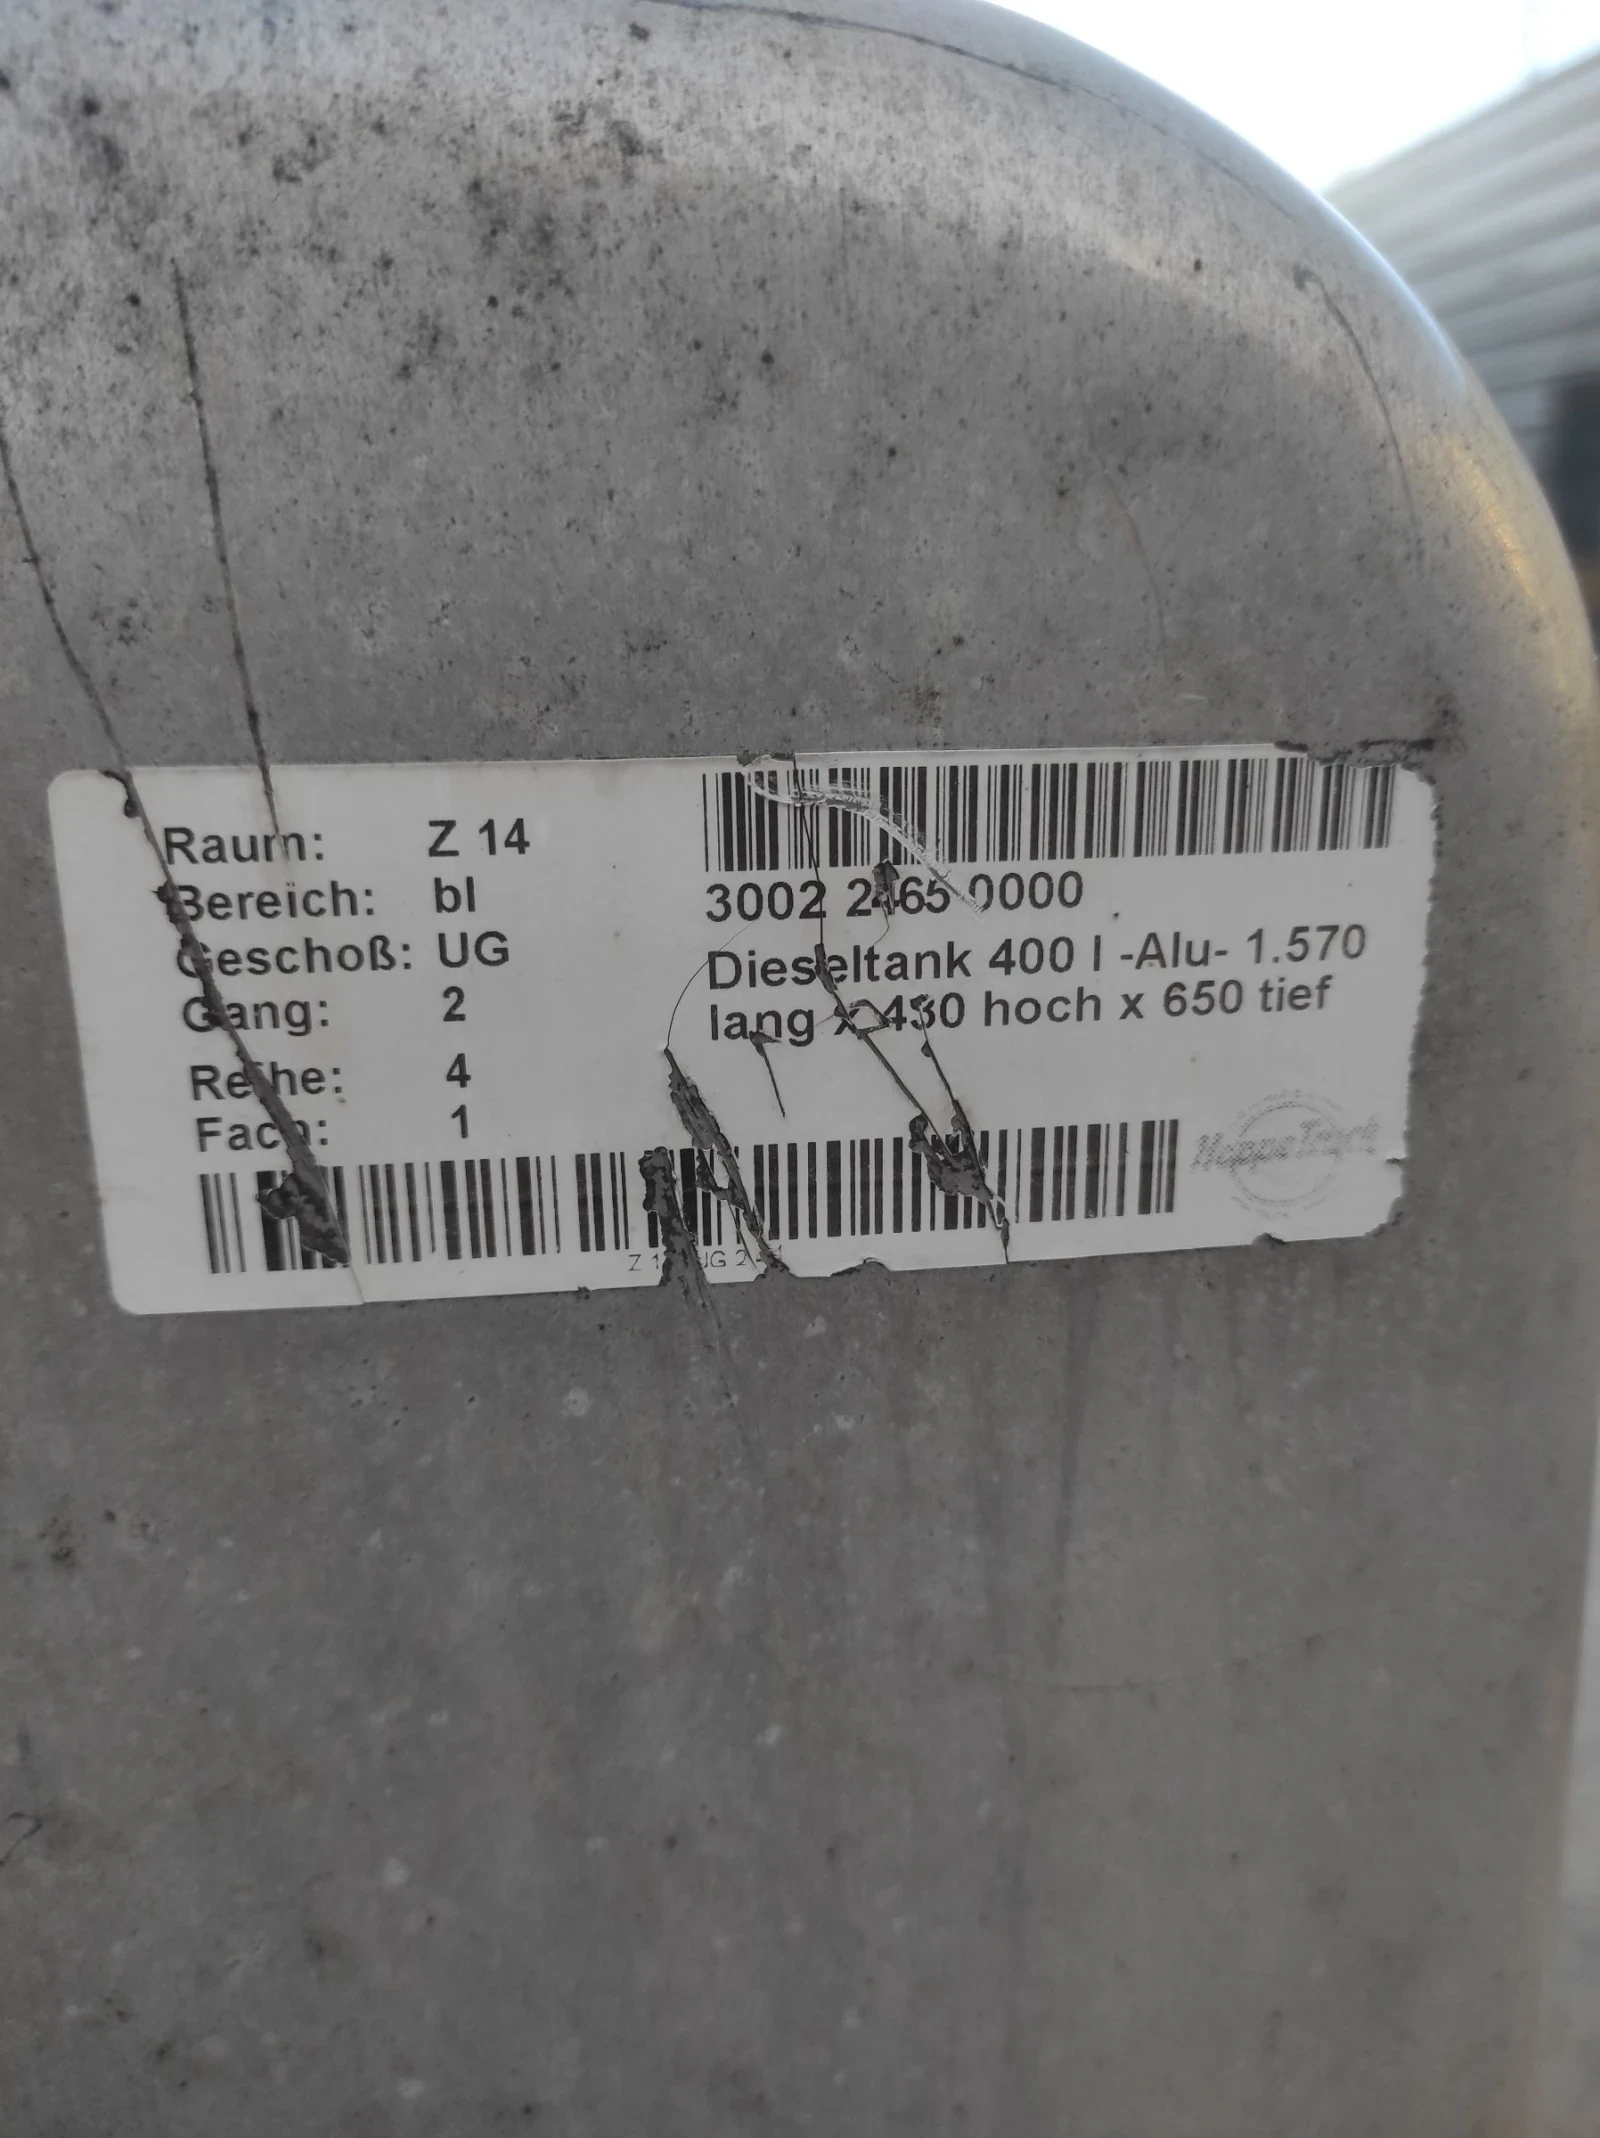 Raum: Z 14
Bereich: bl
Geschoß: UG
Gang: 2
Reihe: 4
Fach: 1
3002 2465 0000
Dieseltank 400 l -Alu- 1.570
lang x 430 hoch x 650 tief
HoppeTruck